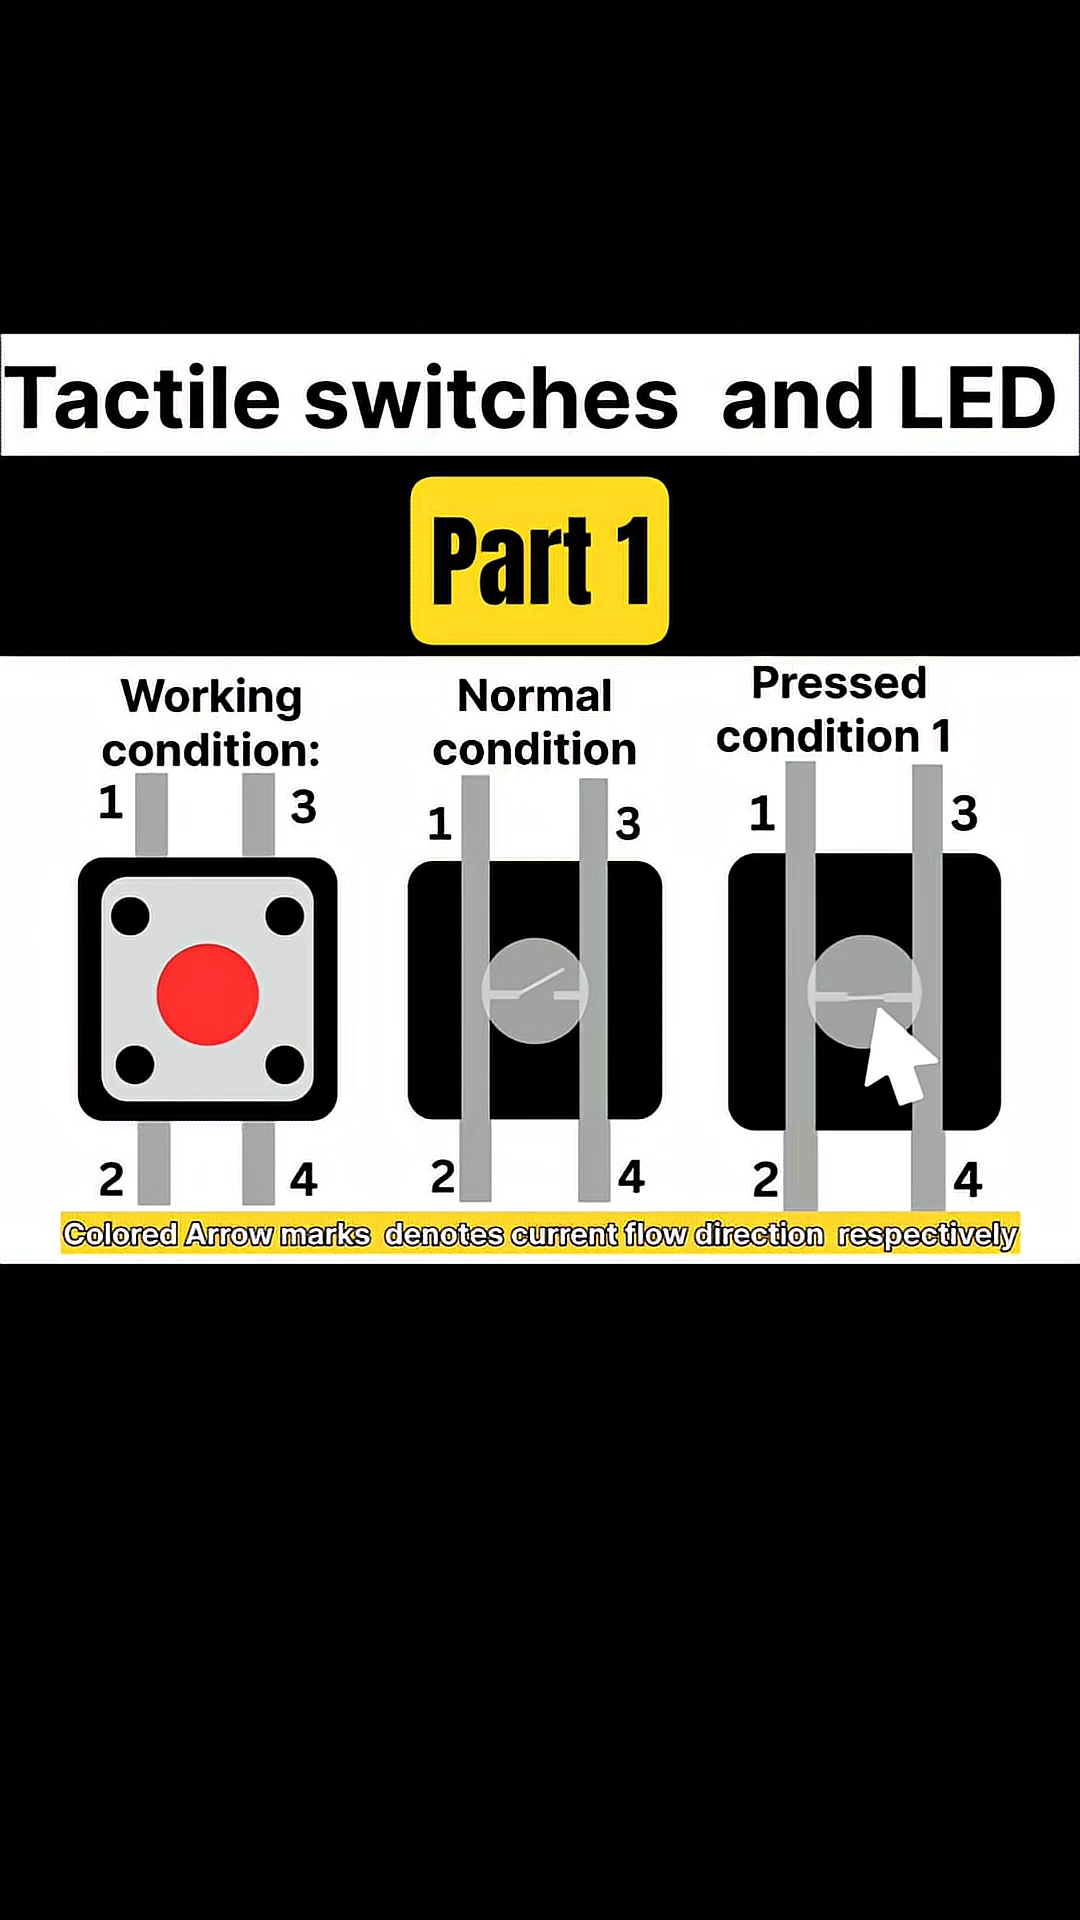 Tactile switches and LED
Part 1
Working
condition:
Normal
condition
Pressed
condition 1
1
3
1
3
1
3
2
4
2
4
2
4
Colored Arrow marks denotes current flow direction respectively